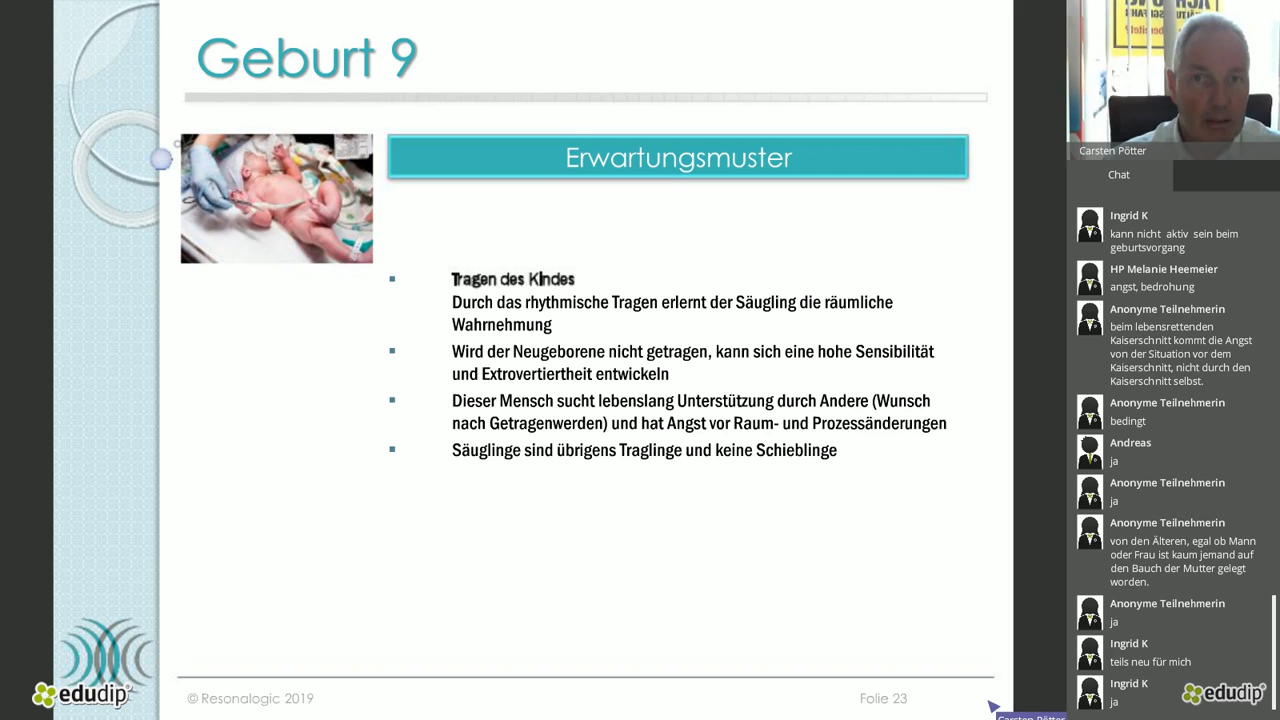 Geburt 9
Erwartungsmuster
Tragen des Kindes
Durch das rhythmische Tragen erlernt der Säugling die räumliche
Wahrnehmung
Wird der Neugeborene nicht getragen, kann sich eine hohe Sensibilität
und Extrovertiertheit entwickeln
Dieser Mensch sucht lebenslang Unterstützung durch Andere (Wunsch
nach Getragenwerden) und hat Angst vor Raum- und Prozessänderungen
Säuglinge sind übrigens Traglinge und keine Schieblinge
edudip
© Resonalogic 2019
Folie 23
Carsten Pötter
Carsten Pötter
Chat
Ingrid K
kann nicht aktiv sein beim
geburtsvorgang
HP Melanie Heemeier
angst, bedrohung
Anonyme Teilnehmerin
beim lebensrettenden
Kaiserschnitt kommt die Angst
von der Situation vor dem
Kaiserschnitt, nicht durch den
Kaiserschnitt selbst.
Anonyme Teilnehmerin
bedingt
Andreas
ja
Anonyme Teilnehmerin
ja
Anonyme Teilnehmerin
von den Älteren, egal ob Mann
oder Frau ist kaum jemand auf
den Bauch der Mutter gelegt
worden.
Anonyme Teilnehmerin
ja
Ingrid K
teils neu für mich
Ingrid K
ja
edudip